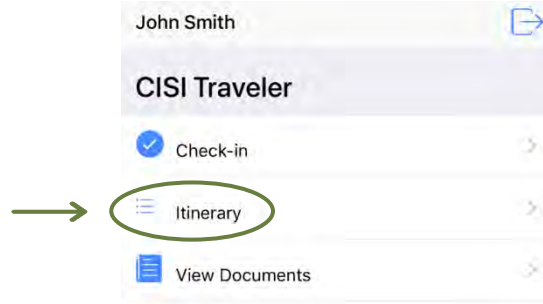 John Smith
CISI Traveler
Check-in
Itinerary
View Documents